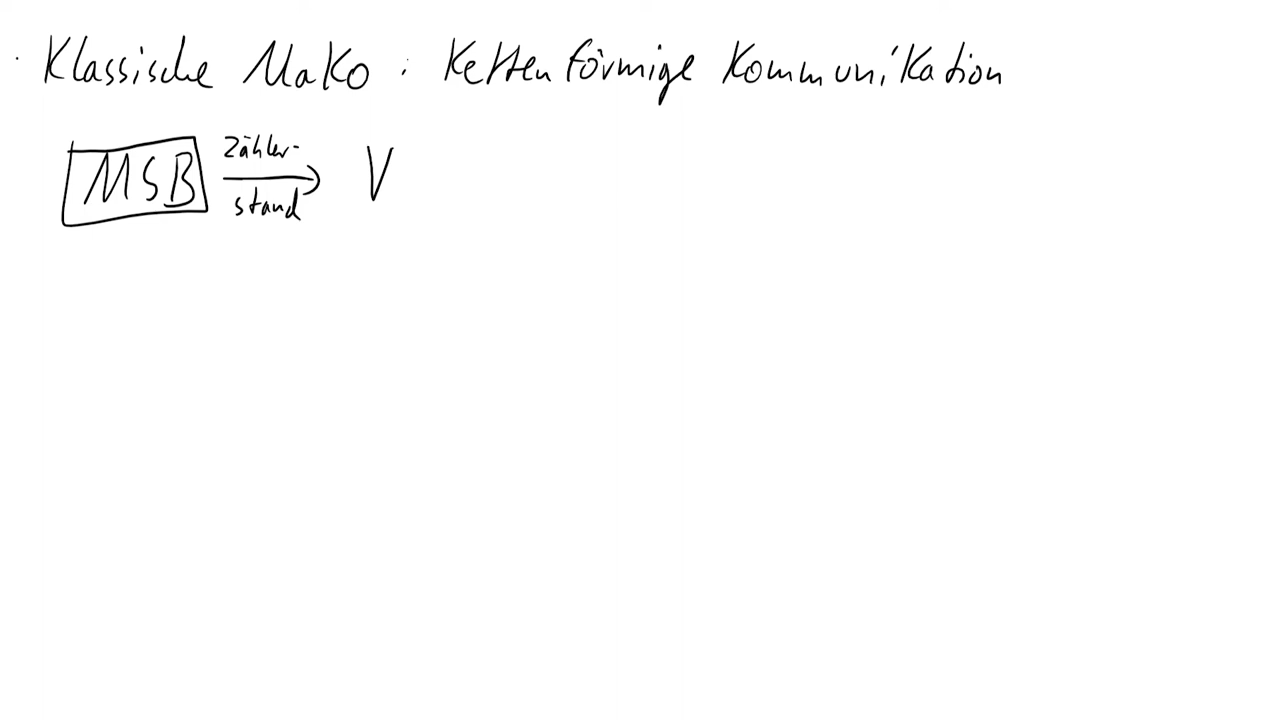 Klassische MaKo : Kettenförmige Kommunikation
MSB Zähler-
stand V